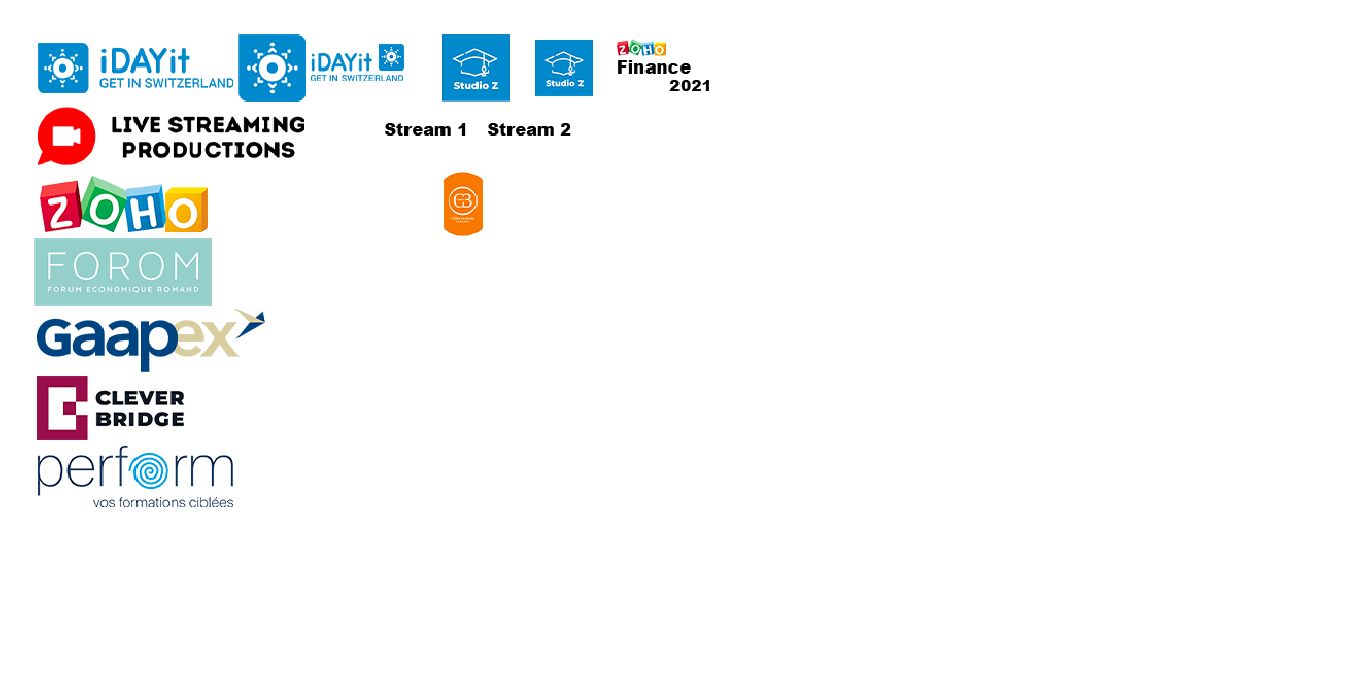 iDAYit
GET IN SWITZERLAND
iDAYit
GET IN SWITZERLAND
Studio Z
Studio Z
ZOHO
Finance
2021
LIVE STREAMING
PRODUCTIONS
Stream 1
Stream 2
ZOHO
FOROM
FORUM ECONOMIQUE ROMAND
Gaapex
CLEVER
BRIDGE
perform
vos formations ciblées